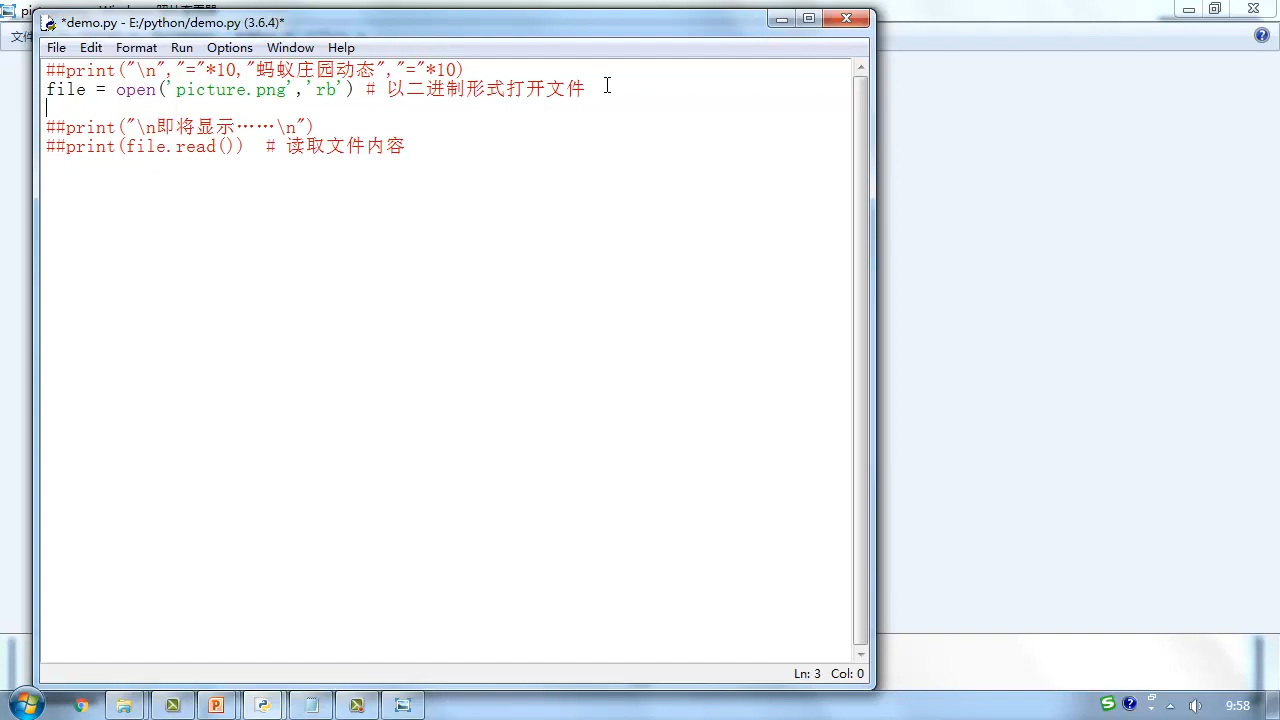 *demo.py - E:/python/demo.py (3.6.4)*
File Edit Format Run Options Window Help
##print("\n","="*10,"蚂蚁庄园动态","="*10)
file = open('picture.png','rb') # 以二进制形式打开文件
##print("\n即将显示……\n")
##print(file.read())  # 读取文件内容
Ln: 3 Col: 0
9:58